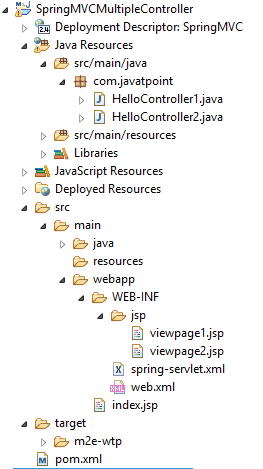 SpringMVCMultipleController
Deployment Descriptor: SpringMVC
Java Resources
src/main/java
com.javatpoint
HelloController1.java
HelloController2.java
src/main/resources
Libraries
JavaScript Resources
Deployed Resources
src
main
java
resources
webapp
WEB-INF
jsp
viewpage1.jsp
viewpage2.jsp
spring-servlet.xml
web.xml
index.jsp
target
m2e-wtp
pom.xml